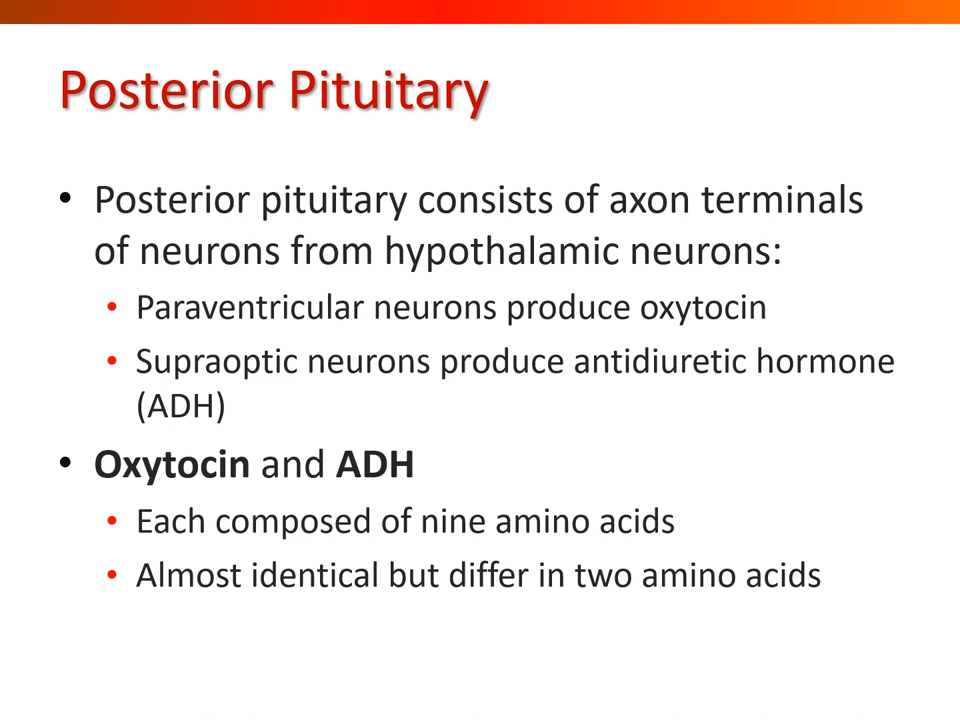 Posterior Pituitary
• Posterior pituitary consists of axon terminals
of neurons from hypothalamic neurons:
• Paraventricular neurons produce oxytocin
• Supraoptic neurons produce antidiuretic hormone
(ADH)
• Oxytocin and ADH
• Each composed of nine amino acids
• Almost identical but differ in two amino acids